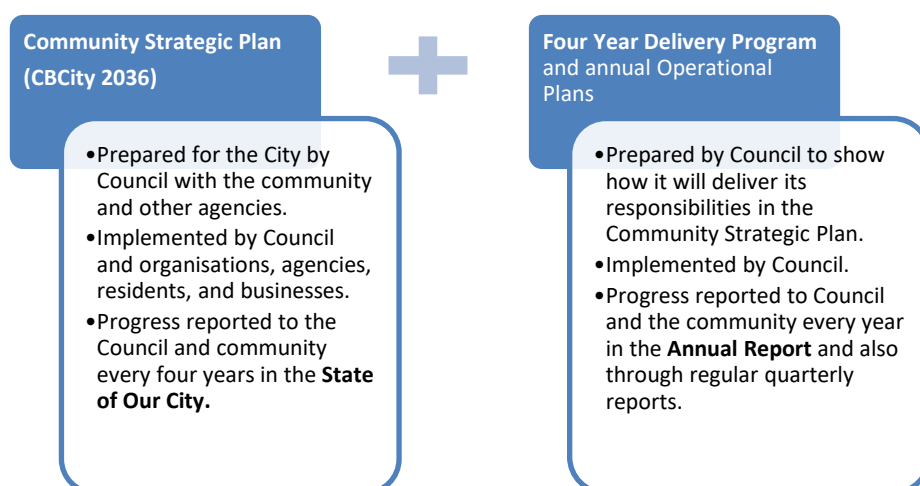 Community Strategic Plan
(CBCity 2036)
•Prepared for the City by
Council with the community
and other agencies.
•Implemented by Council
and organisations, agencies,
residents, and businesses.
•Progress reported to the
Council and community
every four years in the State
of Our City.
Four Year Delivery Program
and annual Operational
Plans
•Prepared by Council to show
how it will deliver its
responsibilities in the
Community Strategic Plan.
•Implemented by Council.
•Progress reported to Council
and the community every year
in the Annual Report and also
through regular quarterly
reports.